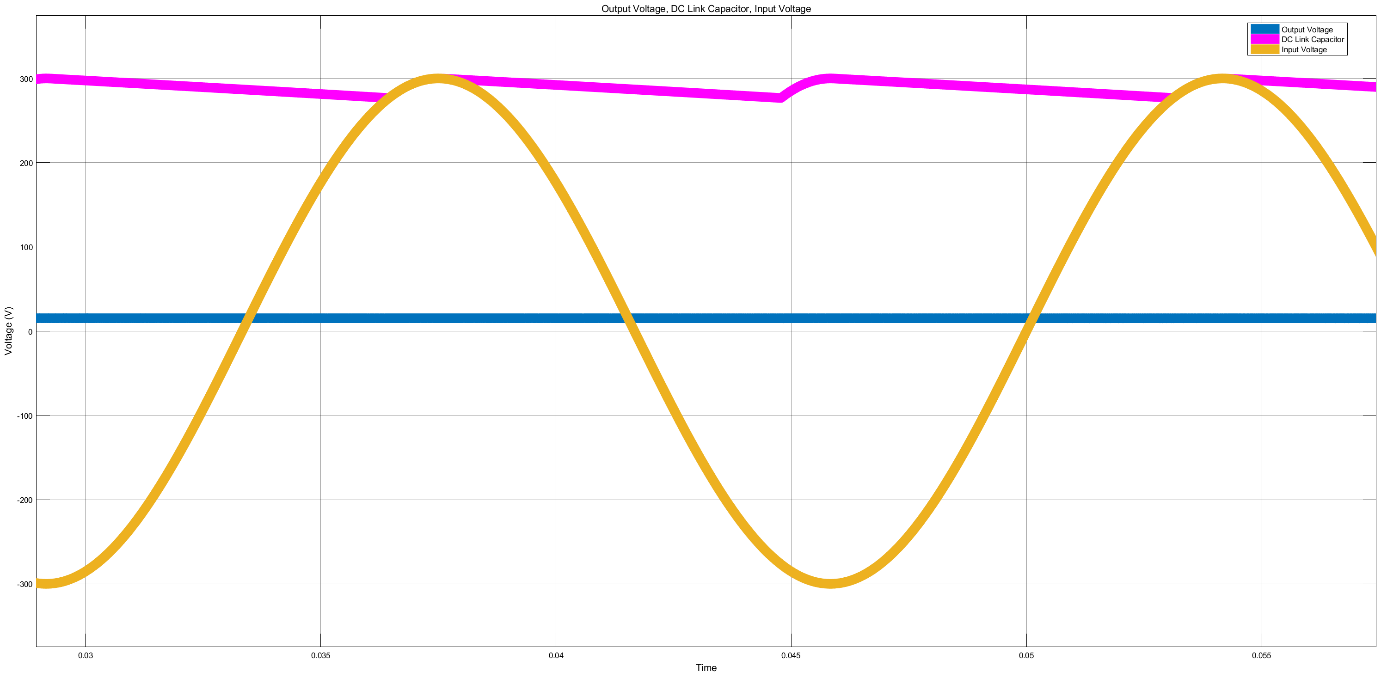 Output Voltage, DC Link Capacitor, Input Voltage
Output Voltage
DC Link Capacitor
Input Voltage
300
200
100
0
-100
-200
-300
Voltage (V)
0.03
0.035
0.04
0.045
0.05
0.055
Time